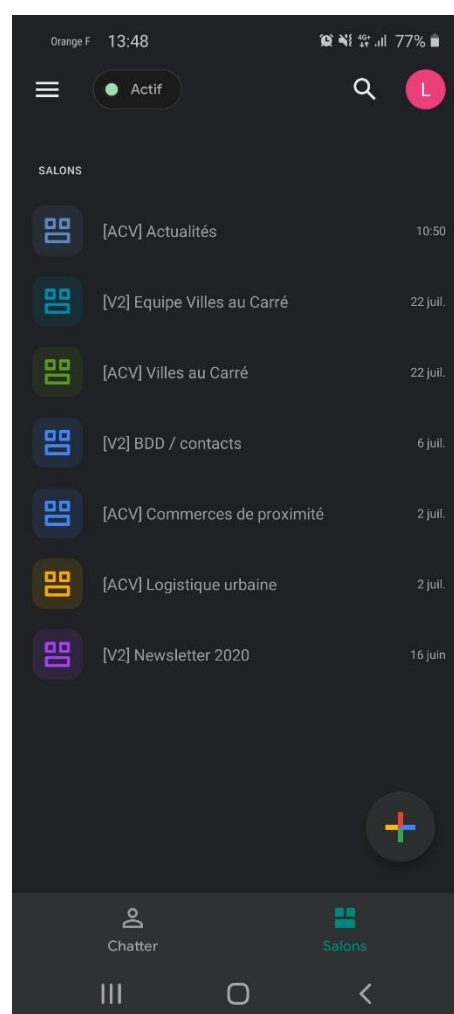 Orange F 13:48 4G+ 77%
Actif L
SALONS
[ACV] Actualités 10:50
[V2] Equipe Villes au Carré 22 juil.
[ACV] Villes au Carré 22 juil.
[V2] BDD / contacts 6 juil.
[ACV] Commerces de proximité 2 juil.
[ACV] Logistique urbaine 2 juil.
[V2] Newsletter 2020 16 juin
Chatter Salons